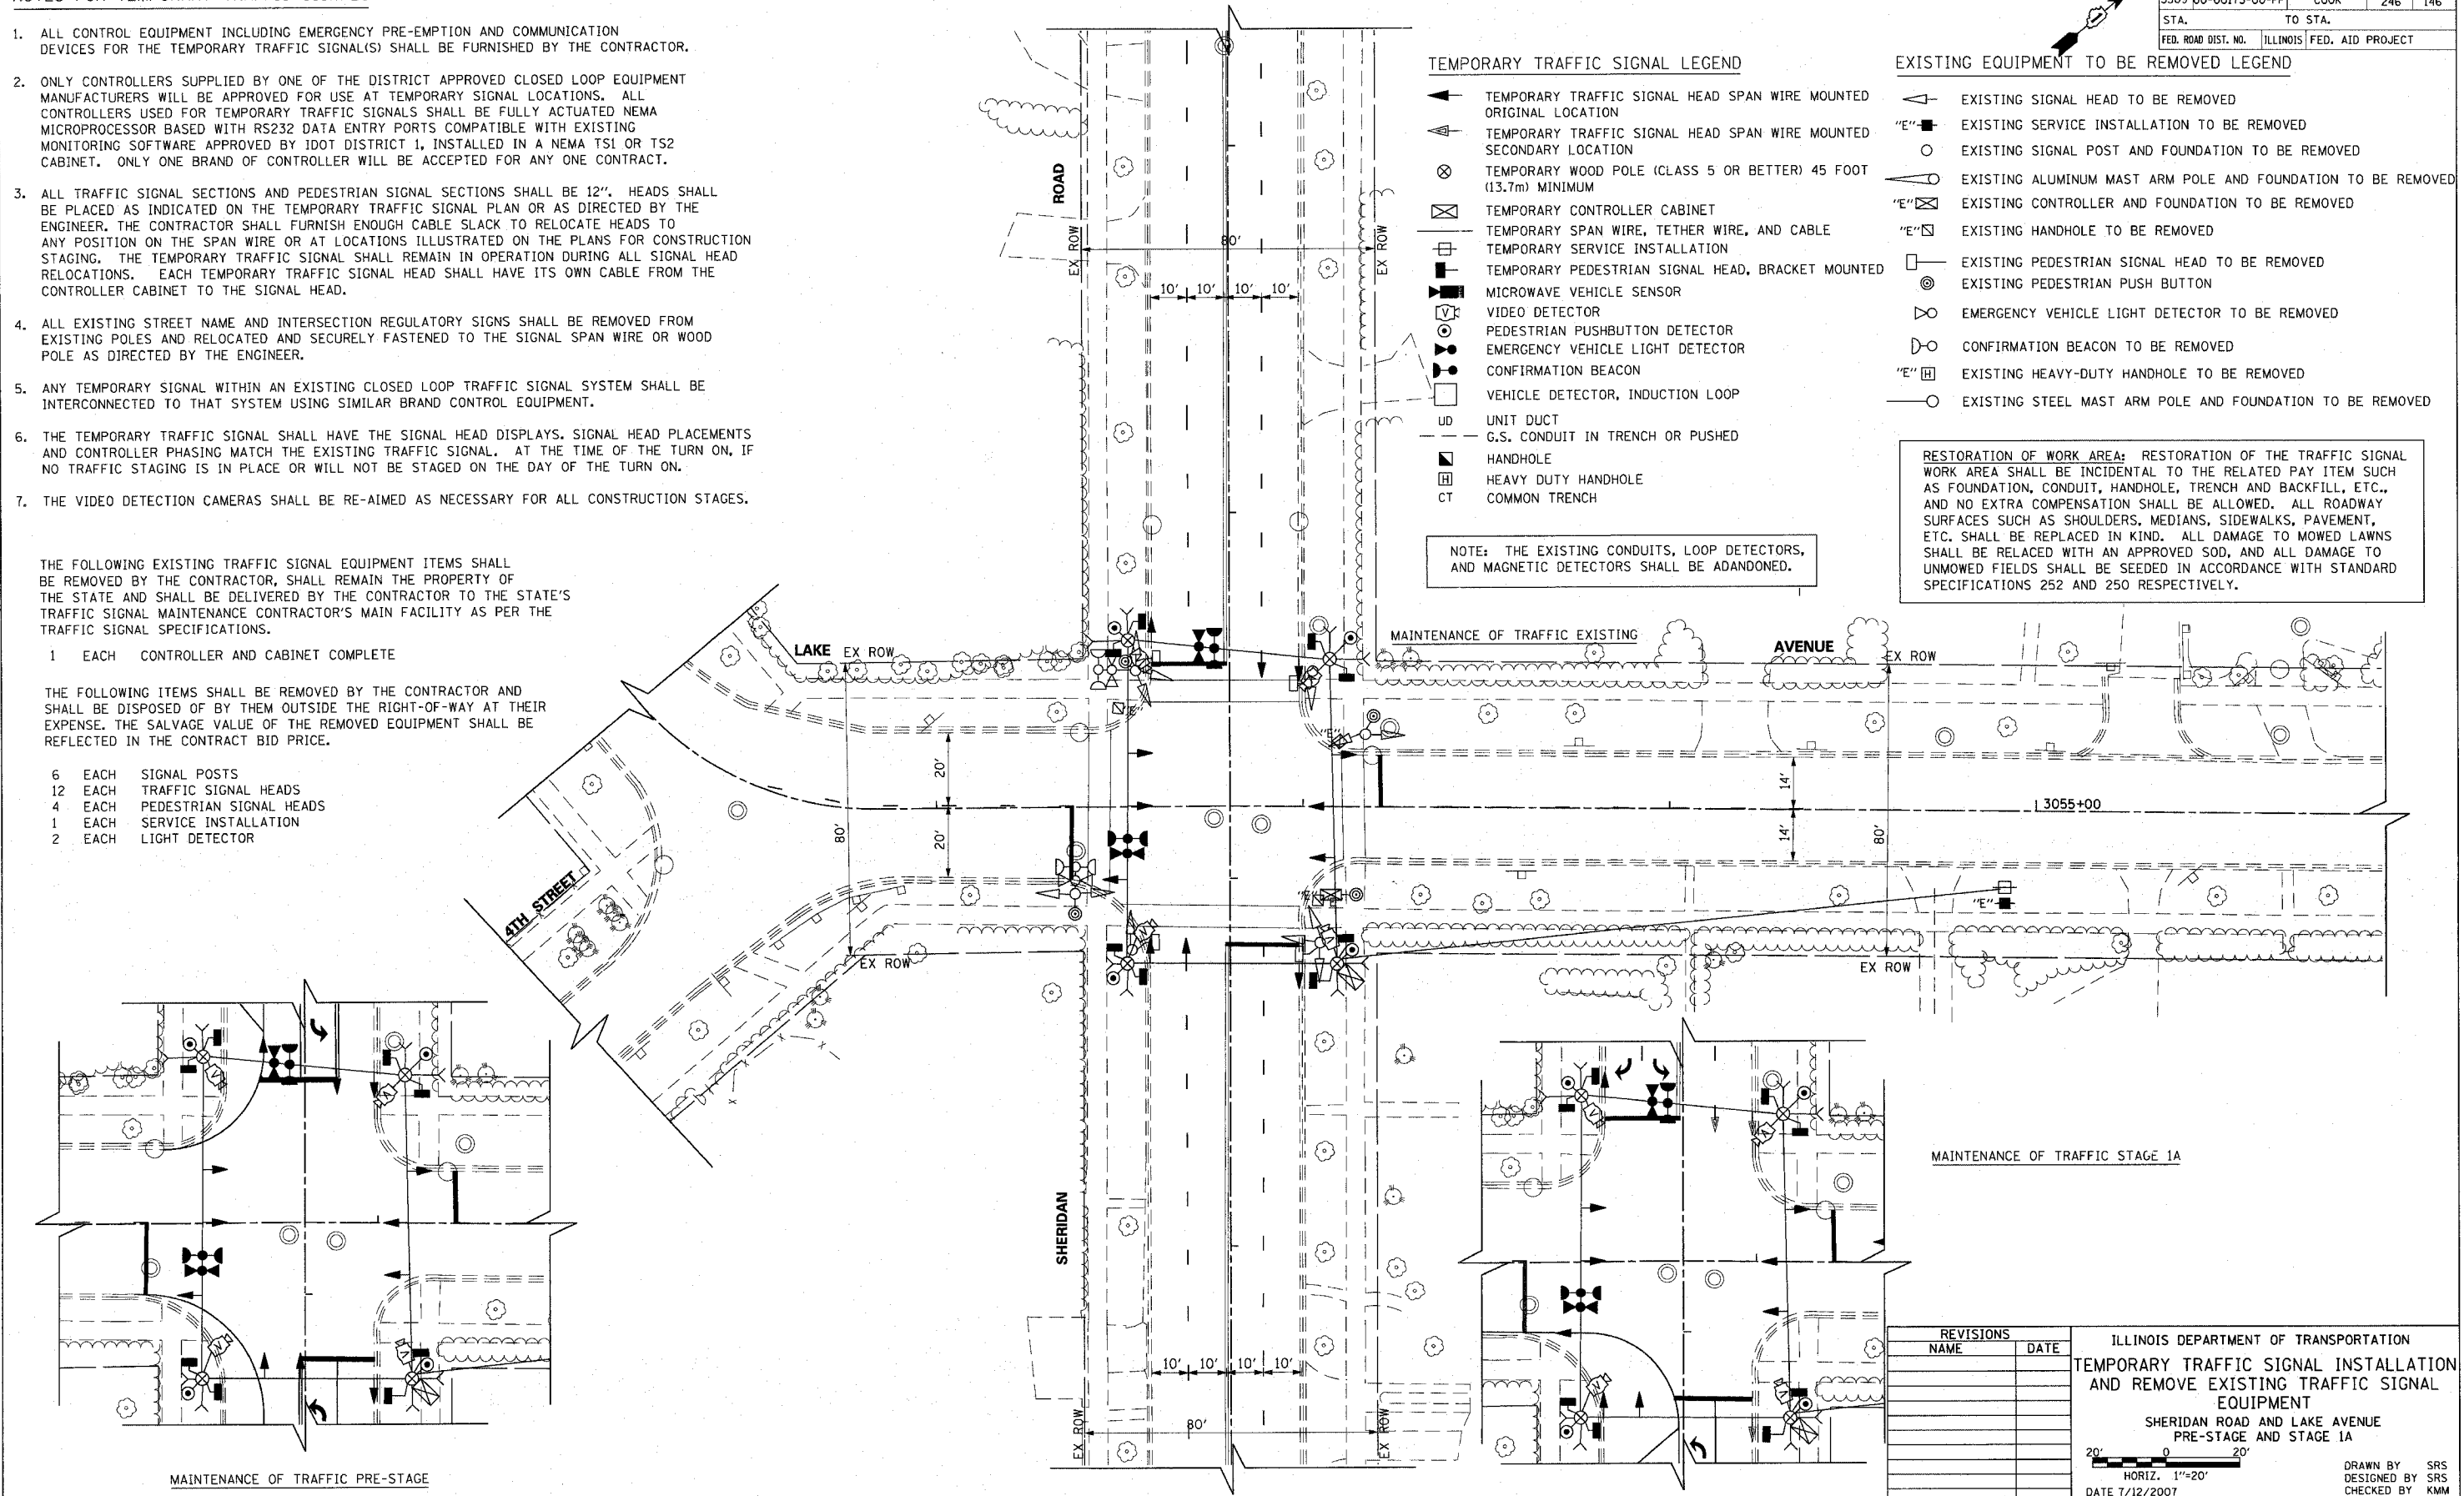 1. ALL CONTROL EQUIPMENT INCLUDING EMERGENCY PRE-EMPTION AND COMMUNICATION
DEVICES FOR THE TEMPORARY TRAFFIC SIGNAL(S) SHALL BE FURNISHED BY THE CONTRACTOR.
2. ONLY CONTROLLERS SUPPLIED BY ONE OF THE DISTRICT APPROVED CLOSED LOOP EQUIPMENT
MANUFACTURERS WILL BE APPROVED FOR USE AT TEMPORARY SIGNAL LOCATIONS. ALL
CONTROLLERS USED FOR TEMPORARY TRAFFIC SIGNALS SHALL BE FULLY ACTUATED NEMA
MICROPROCESSOR BASED WITH RS232 DATA ENTRY PORTS COMPATIBLE WITH EXISTING
MONITORING SOFTWARE APPROVED BY IDOT DISTRICT 1, INSTALLED IN A NEMA TS1 OR TS2
CABINET. ONLY ONE BRAND OF CONTROLLER WILL BE ACCEPTED FOR ANY ONE CONTRACT.
3. ALL TRAFFIC SIGNAL SECTIONS AND PEDESTRIAN SIGNAL SECTIONS SHALL BE 12". HEADS SHALL
BE PLACED AS INDICATED ON THE TEMPORARY TRAFFIC SIGNAL PLAN OR AS DIRECTED BY THE
ENGINEER. THE CONTRACTOR SHALL FURNISH ENOUGH CABLE SLACK TO RELOCATE HEADS TO
ANY POSITION ON THE SPAN WIRE OR AT LOCATIONS ILLUSTRATED ON THE PLANS FOR CONSTRUCTION
STAGING. THE TEMPORARY TRAFFIC SIGNAL SHALL REMAIN IN OPERATION DURING ALL SIGNAL HEAD
RELOCATIONS. EACH TEMPORARY TRAFFIC SIGNAL HEAD SHALL HAVE ITS OWN CABLE FROM THE
CONTROLLER CABINET TO THE SIGNAL HEAD.
4. ALL EXISTING STREET NAME AND INTERSECTION REGULATORY SIGNS SHALL BE REMOVED FROM
EXISTING POLES AND RELOCATED AND SECURELY FASTENED TO THE SIGNAL SPAN WIRE OR WOOD
POLE AS DIRECTED BY THE ENGINEER.
5. ANY TEMPORARY SIGNAL WITHIN AN EXISTING CLOSED LOOP TRAFFIC SIGNAL SYSTEM SHALL BE
INTERCONNECTED TO THAT SYSTEM USING SIMILAR BRAND CONTROL EQUIPMENT.
6. THE TEMPORARY TRAFFIC SIGNAL SHALL HAVE THE SIGNAL HEAD DISPLAYS. SIGNAL HEAD PLACEMENTS
AND CONTROLLER PHASING MATCH THE EXISTING TRAFFIC SIGNAL. AT THE TIME OF THE TURN ON, IF
NO TRAFFIC STAGING IS IN PLACE OR WILL NOT BE STAGED ON THE DAY OF THE TURN ON.
7. THE VIDEO DETECTION CAMERAS SHALL BE RE-AIMED AS NECESSARY FOR ALL CONSTRUCTION STAGES.
THE FOLLOWING EXISTING TRAFFIC SIGNAL EQUIPMENT ITEMS SHALL
BE REMOVED BY THE CONTRACTOR, SHALL REMAIN THE PROPERTY OF
THE STATE AND SHALL BE DELIVERED BY THE CONTRACTOR TO THE STATE'S
TRAFFIC SIGNAL MAINTENANCE CONTRACTOR'S MAIN FACILITY AS PER THE
TRAFFIC SIGNAL SPECIFICATIONS.
1 EACH CONTROLLER AND CABINET COMPLETE
THE FOLLOWING ITEMS SHALL BE REMOVED BY THE CONTRACTOR AND
SHALL BE DISPOSED OF BY THEM OUTSIDE THE RIGHT-OF-WAY AT THEIR
EXPENSE. THE SALVAGE VALUE OF THE REMOVED EQUIPMENT SHALL BE
REFLECTED IN THE CONTRACT BID PRICE.
6 EACH SIGNAL POSTS
12 EACH TRAFFIC SIGNAL HEADS
4 EACH PEDESTRIAN SIGNAL HEADS
1 EACH SERVICE INSTALLATION
2 EACH LIGHT DETECTOR
STA. TO STA.
FED. ROAD DIST. NO. ILLINOIS FED. AID PROJECT
TEMPORARY TRAFFIC SIGNAL LEGEND
TEMPORARY TRAFFIC SIGNAL HEAD SPAN WIRE MOUNTED
ORIGINAL LOCATION
TEMPORARY TRAFFIC SIGNAL HEAD SPAN WIRE MOUNTED
SECONDARY LOCATION
TEMPORARY WOOD POLE (CLASS 5 OR BETTER) 45 FOOT
(13.7m) MINIMUM
TEMPORARY CONTROLLER CABINET
TEMPORARY SPAN WIRE, TETHER WIRE, AND CABLE
TEMPORARY SERVICE INSTALLATION
TEMPORARY PEDESTRIAN SIGNAL HEAD, BRACKET MOUNTED
MICROWAVE VEHICLE SENSOR
V VIDEO DETECTOR
PEDESTRIAN PUSHBUTTON DETECTOR
EMERGENCY VEHICLE LIGHT DETECTOR
CONFIRMATION BEACON
VEHICLE DETECTOR, INDUCTION LOOP
UD UNIT DUCT
G.S. CONDUIT IN TRENCH OR PUSHED
HANDHOLE
H HEAVY DUTY HANDHOLE
CT COMMON TRENCH
EXISTING EQUIPMENT TO BE REMOVED LEGEND
EXISTING SIGNAL HEAD TO BE REMOVED
"E" EXISTING SERVICE INSTALLATION TO BE REMOVED
EXISTING SIGNAL POST AND FOUNDATION TO BE REMOVED
EXISTING ALUMINUM MAST ARM POLE AND FOUNDATION TO BE REMOVED
"E" EXISTING CONTROLLER AND FOUNDATION TO BE REMOVED
"E" EXISTING HANDHOLE TO BE REMOVED
EXISTING PEDESTRIAN SIGNAL HEAD TO BE REMOVED
EXISTING PEDESTRIAN PUSH BUTTON
EMERGENCY VEHICLE LIGHT DETECTOR TO BE REMOVED
CONFIRMATION BEACON TO BE REMOVED
"E" H EXISTING HEAVY-DUTY HANDHOLE TO BE REMOVED
EXISTING STEEL MAST ARM POLE AND FOUNDATION TO BE REMOVED
NOTE: THE EXISTING CONDUITS, LOOP DETECTORS,
AND MAGNETIC DETECTORS SHALL BE ADANDONED.
RESTORATION OF WORK AREA: RESTORATION OF THE TRAFFIC SIGNAL
WORK AREA SHALL BE INCIDENTAL TO THE RELATED PAY ITEM SUCH
AS FOUNDATION, CONDUIT, HANDHOLE, TRENCH AND BACKFILL, ETC.,
AND NO EXTRA COMPENSATION SHALL BE ALLOWED. ALL ROADWAY
SURFACES SUCH AS SHOULDERS, MEDIANS, SIDEWALKS, PAVEMENT,
ETC. SHALL BE REPLACED IN KIND. ALL DAMAGE TO MOWED LAWNS
SHALL BE RELACED WITH AN APPROVED SOD, AND ALL DAMAGE TO
UNMOWED FIELDS SHALL BE SEEDED IN ACCORDANCE WITH STANDARD
SPECIFICATIONS 252 AND 250 RESPECTIVELY.
ROAD
EX ROW
80'
EX ROW
10' 10' 10' 10'
MAINTENANCE OF TRAFFIC EXISTING
LAKE EX ROW
AVENUE
EX ROW
"E"
"E"
20'
80'
20'
14'
14'
80'
3055+00
4TH STREET
"E"
"E"
EX ROW
EX ROW
SHERIDAN
10' 10' 10' 10'
80'
EX ROW
EX ROW
MAINTENANCE OF TRAFFIC PRE-STAGE
MAINTENANCE OF TRAFFIC STAGE 1A
REVISIONS
NAME DATE
ILLINOIS DEPARTMENT OF TRANSPORTATION
TEMPORARY TRAFFIC SIGNAL INSTALLATION
AND REMOVE EXISTING TRAFFIC SIGNAL
EQUIPMENT
SHERIDAN ROAD AND LAKE AVENUE
PRE-STAGE AND STAGE 1A
20' 0 20'
HORIZ. 1"=20'
DATE 7/12/2007
DRAWN BY SRS
DESIGNED BY SRS
CHECKED BY KMM